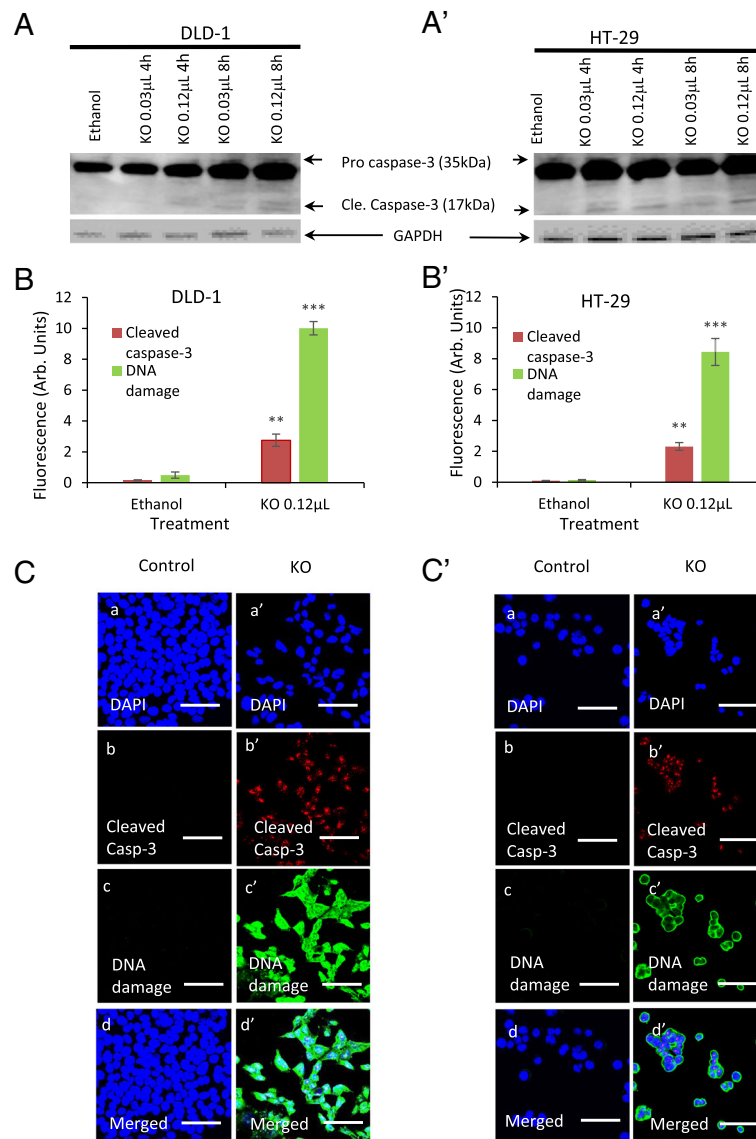 A
DLD-1
Ethanol
KO 0.03µL 4h
KO 0.12µL 4h
KO 0.03µL 8h
KO 0.12µL 8h
A'
HT-29
Ethanol
KO 0.03µL 4h
KO 0.12µL 4h
KO 0.03µL 8h
KO 0.12µL 8h
Pro caspase-3 (35kDa)
Cle. Caspase-3 (17kDa)
GAPDH
B
DLD-1
Fluorescence (Arb. Units)
12
10
8
6
4
2
0
Cleaved
caspase-3
DNA
damage
**
***
Ethanol
KO 0.12µL
Treatment
B'
HT-29
Fluorescence (Arb. Units)
12
10
8
6
4
2
0
Cleaved
caspase-3
DNA
damage
**
***
Ethanol
KO 0.12µL
Treatment
C
Control
KO
a
DAPI
a'
DAPI
b
Cleaved
Casp-3
b'
Cleaved
Casp-3
c
DNA
damage
c'
DNA
damage
d
Merged
d'
Merged
C'
Control
KO
a
DAPI
a'
DAPI
b
Cleaved
Casp-3
b'
Cleaved
Casp-3
c
DNA
damage
c'
DNA
damage
d
Merged
d'
Merged